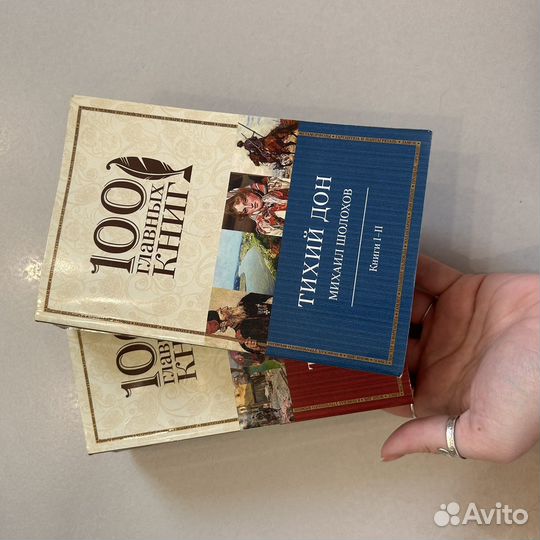 100
главных
КНИГ
ТИХИЙ ДОН
МИХАИЛ ШОЛОХОВ
Книги I–II
100
главных
КНИГ
Avito